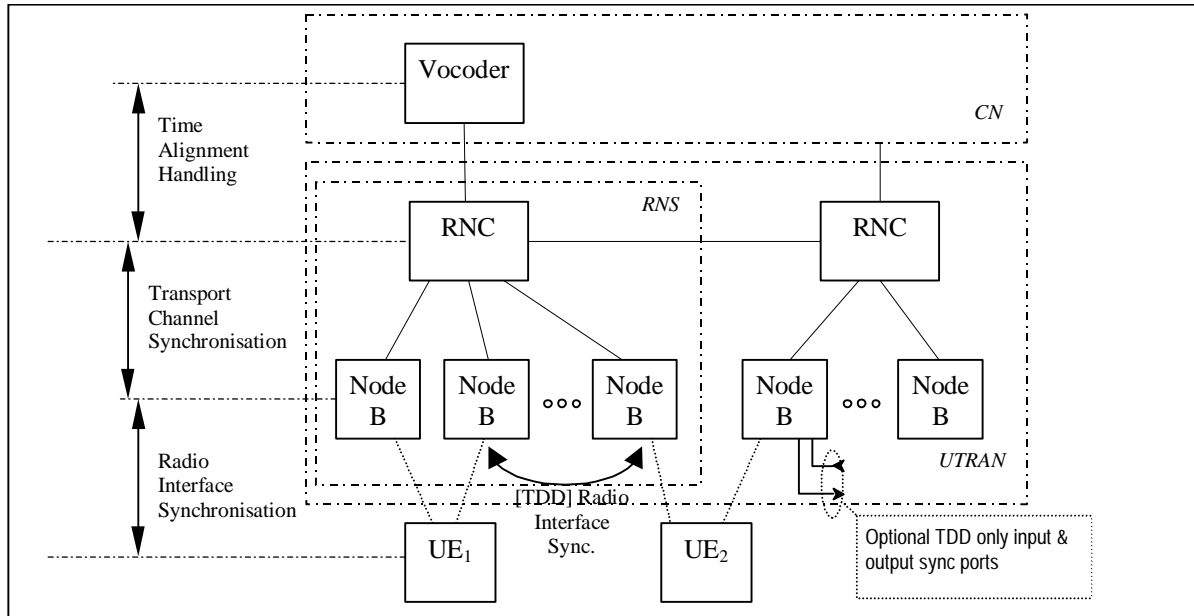 Vocoder
CN
Time
Alignment
Handling
RNS
RNC
RNC
Transport
Channel
Synchronisation
Node
B
Node
B
Node
B
Node
B
Node
B
UTRAN
Radio
Interface
Synchronisation
[TDD] Radio
Interface
Sync.
UE₁
UE₂
Optional TDD only input &
output sync ports